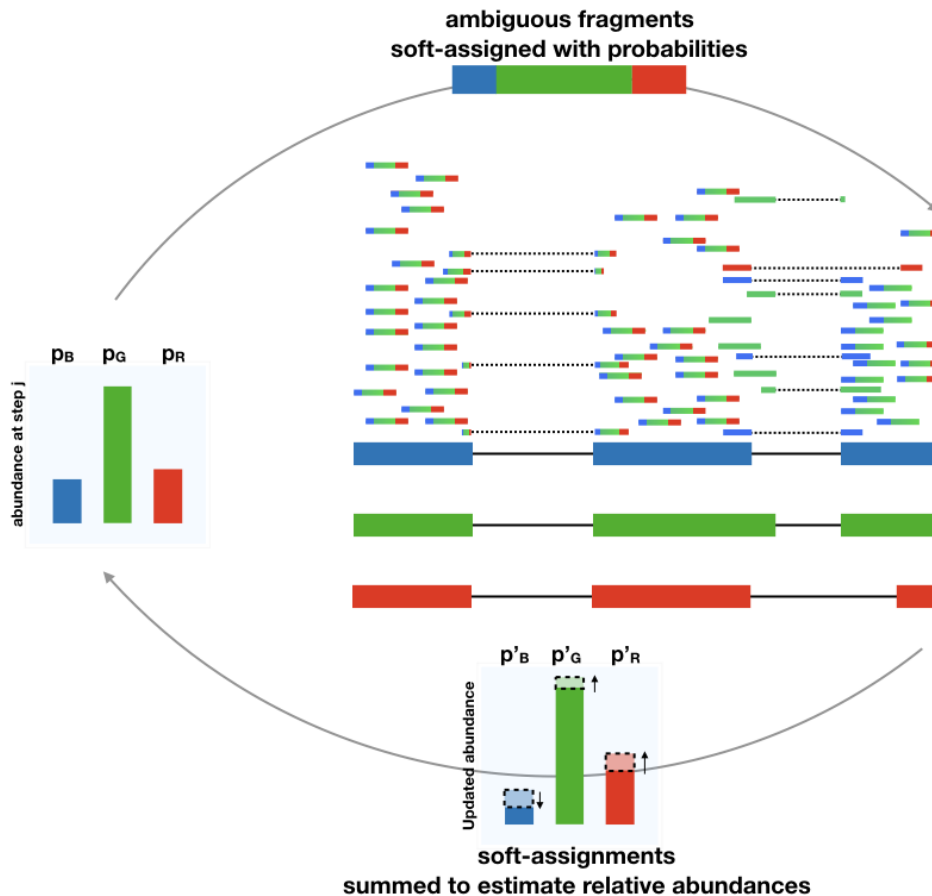 ambiguous fragments
soft-assigned with probabilities
pB pG pR
abundance at step j
p’B p’G p’R
Updated abundance
soft-assignments
summed to estimate relative abundances